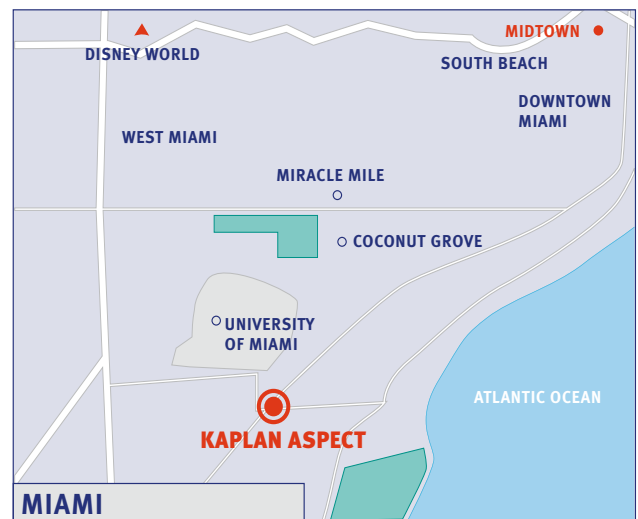 MIDTOWN
DISNEY WORLD
SOUTH BEACH
DOWNTOWN
MIAMI
WEST MIAMI
MIRACLE MILE
COCONUT GROVE
UNIVERSITY
OF MIAMI
ATLANTIC OCEAN
KAPLAN ASPECT
MIAMI